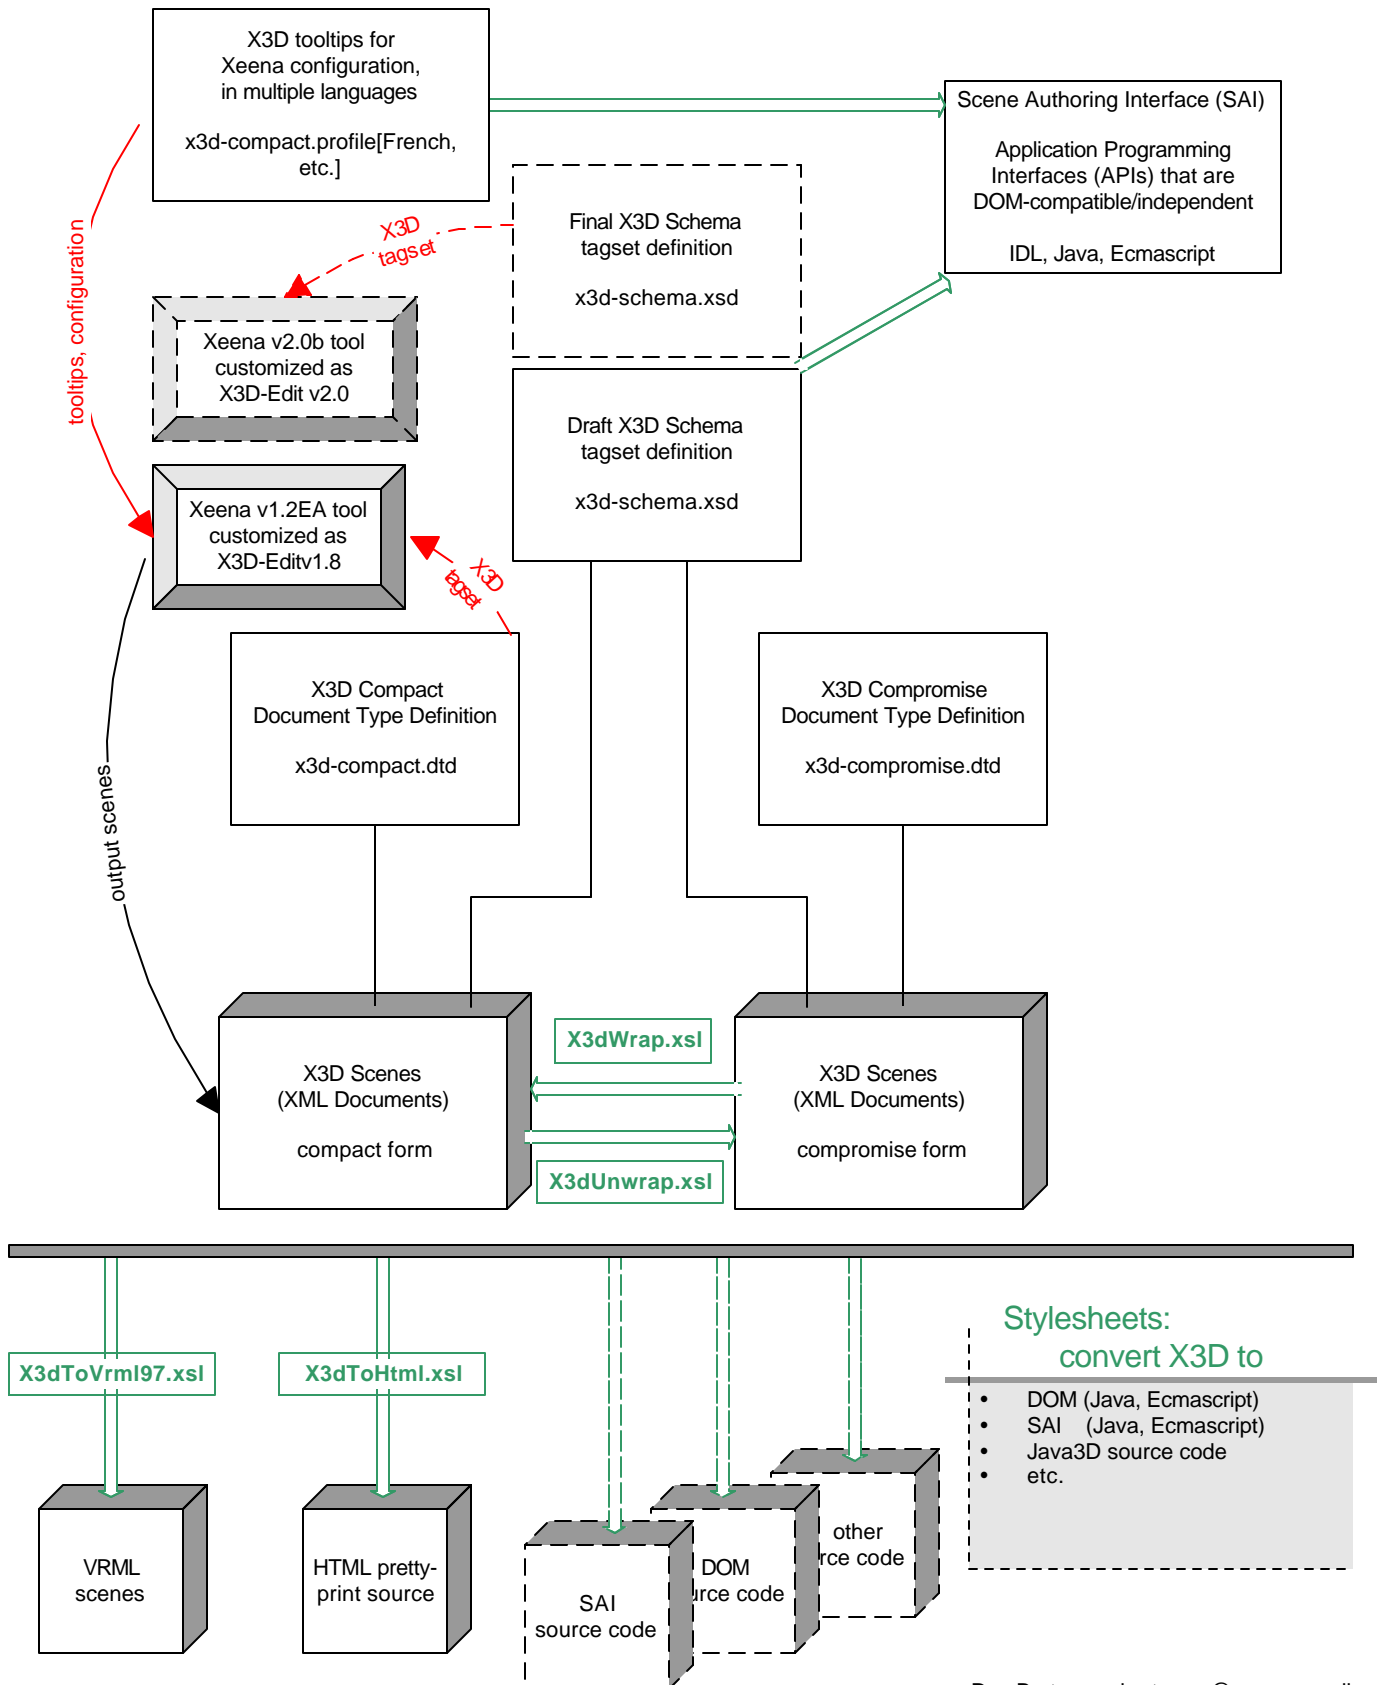 X3D tooltips for
Xeena configuration,
in multiple languages
x3d-compact.profile[French,
etc.]
Scene Authoring Interface (SAI)
Application Programming
Interfaces (APIs) that are
DOM-compatible/independent
IDL, Java, Ecmascript
tooltips, configuration
X3D
tagset
Final X3D Schema
tagset definition
x3d-schema.xsd
Xeena v2.0b tool
customized as
X3D-Edit v2.0
Draft X3D Schema
tagset definition
x3d-schema.xsd
Xeena v1.2EA tool
customized as
X3D-Editv1.8
X3D
tagset
X3D Compact
Document Type Definition
x3d-compact.dtd
X3D Compromise
Document Type Definition
x3d-compromise.dtd
output scenes
X3D Scenes
(XML Documents)
compact form
X3dWrap.xsl
X3dUnwrap.xsl
X3D Scenes
(XML Documents)
compromise form
X3dToVrml97.xsl
X3dToHtml.xsl
Stylesheets:
convert X3D to
• DOM (Java, Ecmascript)
• SAI (Java, Ecmascript)
• Java3D source code
• etc.
VRML
scenes
HTML pretty-
print source
SAI
source code
DOM
urce code
other
rce code